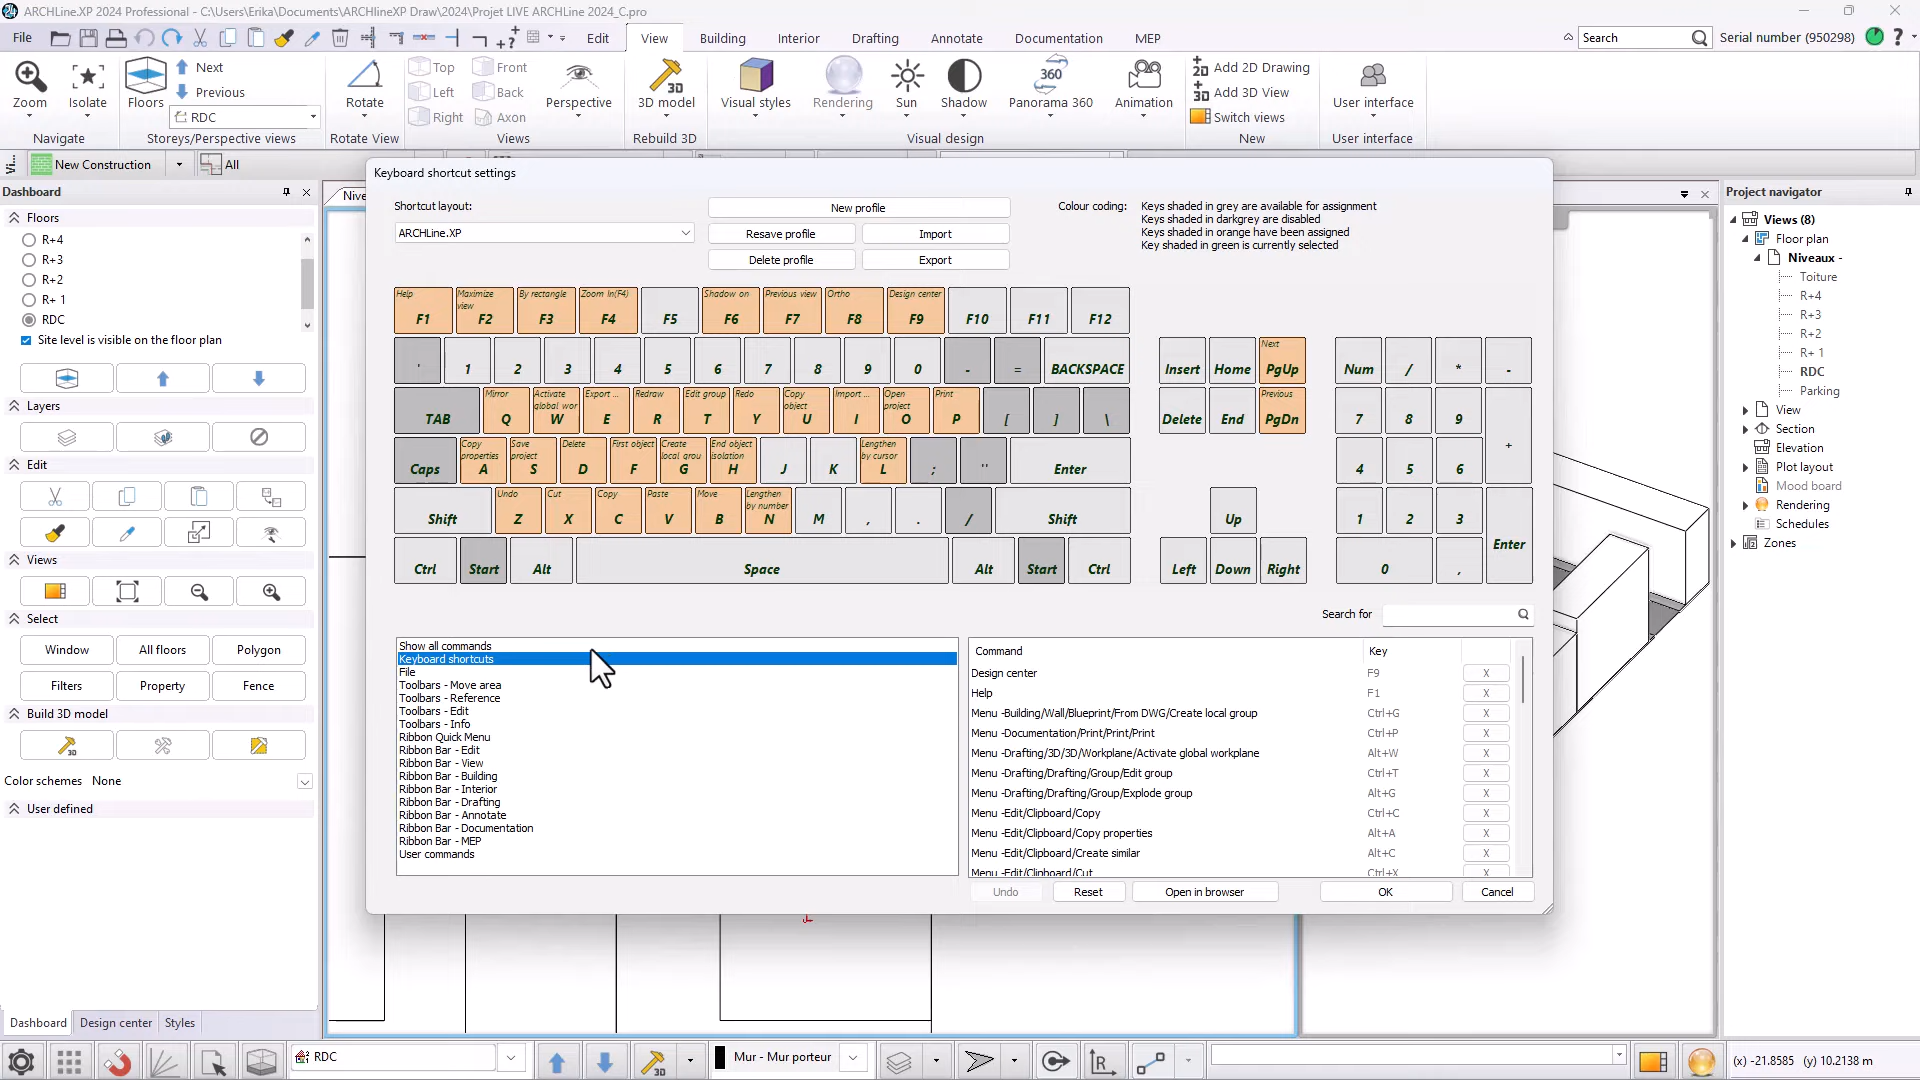 ARCHLine.XP 2024 Professional - C:\Users\Erika\Documents\ARCHlineXP Draw\2024\Projet LIVE ARCHLine 2024_C.pro
File Edit View Building Interior Drafting Annotate Documentation MEP Search Serial number (950298) ?
Zoom Isolate Floors Next Previous RDC Rotate Top Front Left Back Right Axon Perspective 3D model Visual styles Rendering Sun Shadow Panorama 360 Animation Add 2D Drawing Add 3D View Switch views User interface
Navigate Storeys/Perspective views Rotate View Views Rebuild 3D Visual design New User interface
New Construction All
Dashboard
Floors
R+4
R+3
R+2
R+ 1
RDC
Site level is visible on the floor plan
Layers
Edit
Views
Select
Window All floors Polygon
Filters Property Fence
Build 3D model
Color schemes None
User defined
Dashboard Design center Styles
Keyboard shortcut settings
Shortcut layout:
ARCHLine.XP
New profile
Resave profile Import
Delete profile Export
Colour coding: Keys shaded in grey are available for assignment
Keys shaded in darkgrey are disabled
Keys shaded in orange have been assigned
Key shaded in green is currently selected
Help Maximize view By rectangle Zoom In(F4) Shadow on Previous view Ortho Design center
F1 F2 F3 F4 F5 F6 F7 F8 F9 F10 F11 F12
' 1 2 3 4 5 6 7 8 9 0 - = BACKSPACE Insert Home Next PgUp Num / * -
Mirror Activate global wor Export ... Redraw Edit group Redo Copy object Import ... Open project Print Previous
TAB Q W E R T Y U I O P [ ] \ Delete End PgDn 7 8 9 +
Copy properties Save project Delete First object Create local grou End object isolation Lengthen by cursor
Caps A S D F G H J K L ; '' Enter 4 5 6
Undo Cut Copy Paste Move Lengthen by number
Shift Z X C V B N M , . / Shift Up 1 2 3 Enter
Ctrl Start Alt Space Alt Start Ctrl Left Down Right 0 ,
Search for
Show all commands
Keyboard shortcuts
File
Toolbars - Move area
Toolbars - Reference
Toolbars - Edit
Toolbars - Info
Ribbon Quick Menu
Ribbon Bar - Edit
Ribbon Bar - View
Ribbon Bar - Building
Ribbon Bar - Interior
Ribbon Bar - Drafting
Ribbon Bar - Annotate
Ribbon Bar - Documentation
Ribbon Bar - MEP
User commands
Command Key
Design center F9 X
Help F1 X
Menu -Building/Wall/Blueprint/From DWG/Create local group Ctrl+G X
Menu -Documentation/Print/Print/Print Ctrl+P X
Menu -Drafting/3D/3D/Workplane/Activate global workplane Alt+W X
Menu -Drafting/Drafting/Group/Edit group Ctrl+T X
Menu -Drafting/Drafting/Group/Explode group Alt+G X
Menu -Edit/Clipboard/Copy Ctrl+C X
Menu -Edit/Clipboard/Copy properties Alt+A X
Menu -Edit/Clipboard/Create similar Alt+C X
Menu -Edit/Clipboard/Cut Ctrl+X X
Undo Reset Open in browser OK Cancel
Project navigator
Views (8)
Floor plan
Niveaux -
Toiture
R+4
R+3
R+2
R+ 1
RDC
Parking
View
Section
Elevation
Plot layout
Mood board
Rendering
Schedules
Zones
RDC Mur - Mur porteur (x) -21.8585 (y) 10.2138 m